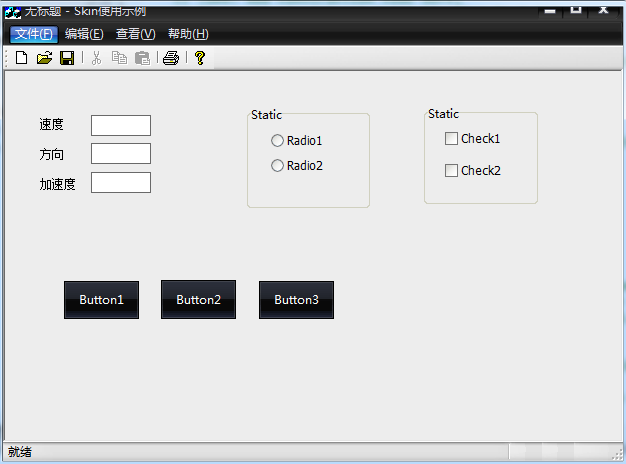 无标题 - Skin使用示例
文件(F) 编辑(E) 查看(V) 帮助(H)
速度
方向
加速度
Static
Radio1
Radio2
Static
Check1
Check2
Button1 Button2 Button3
就绪